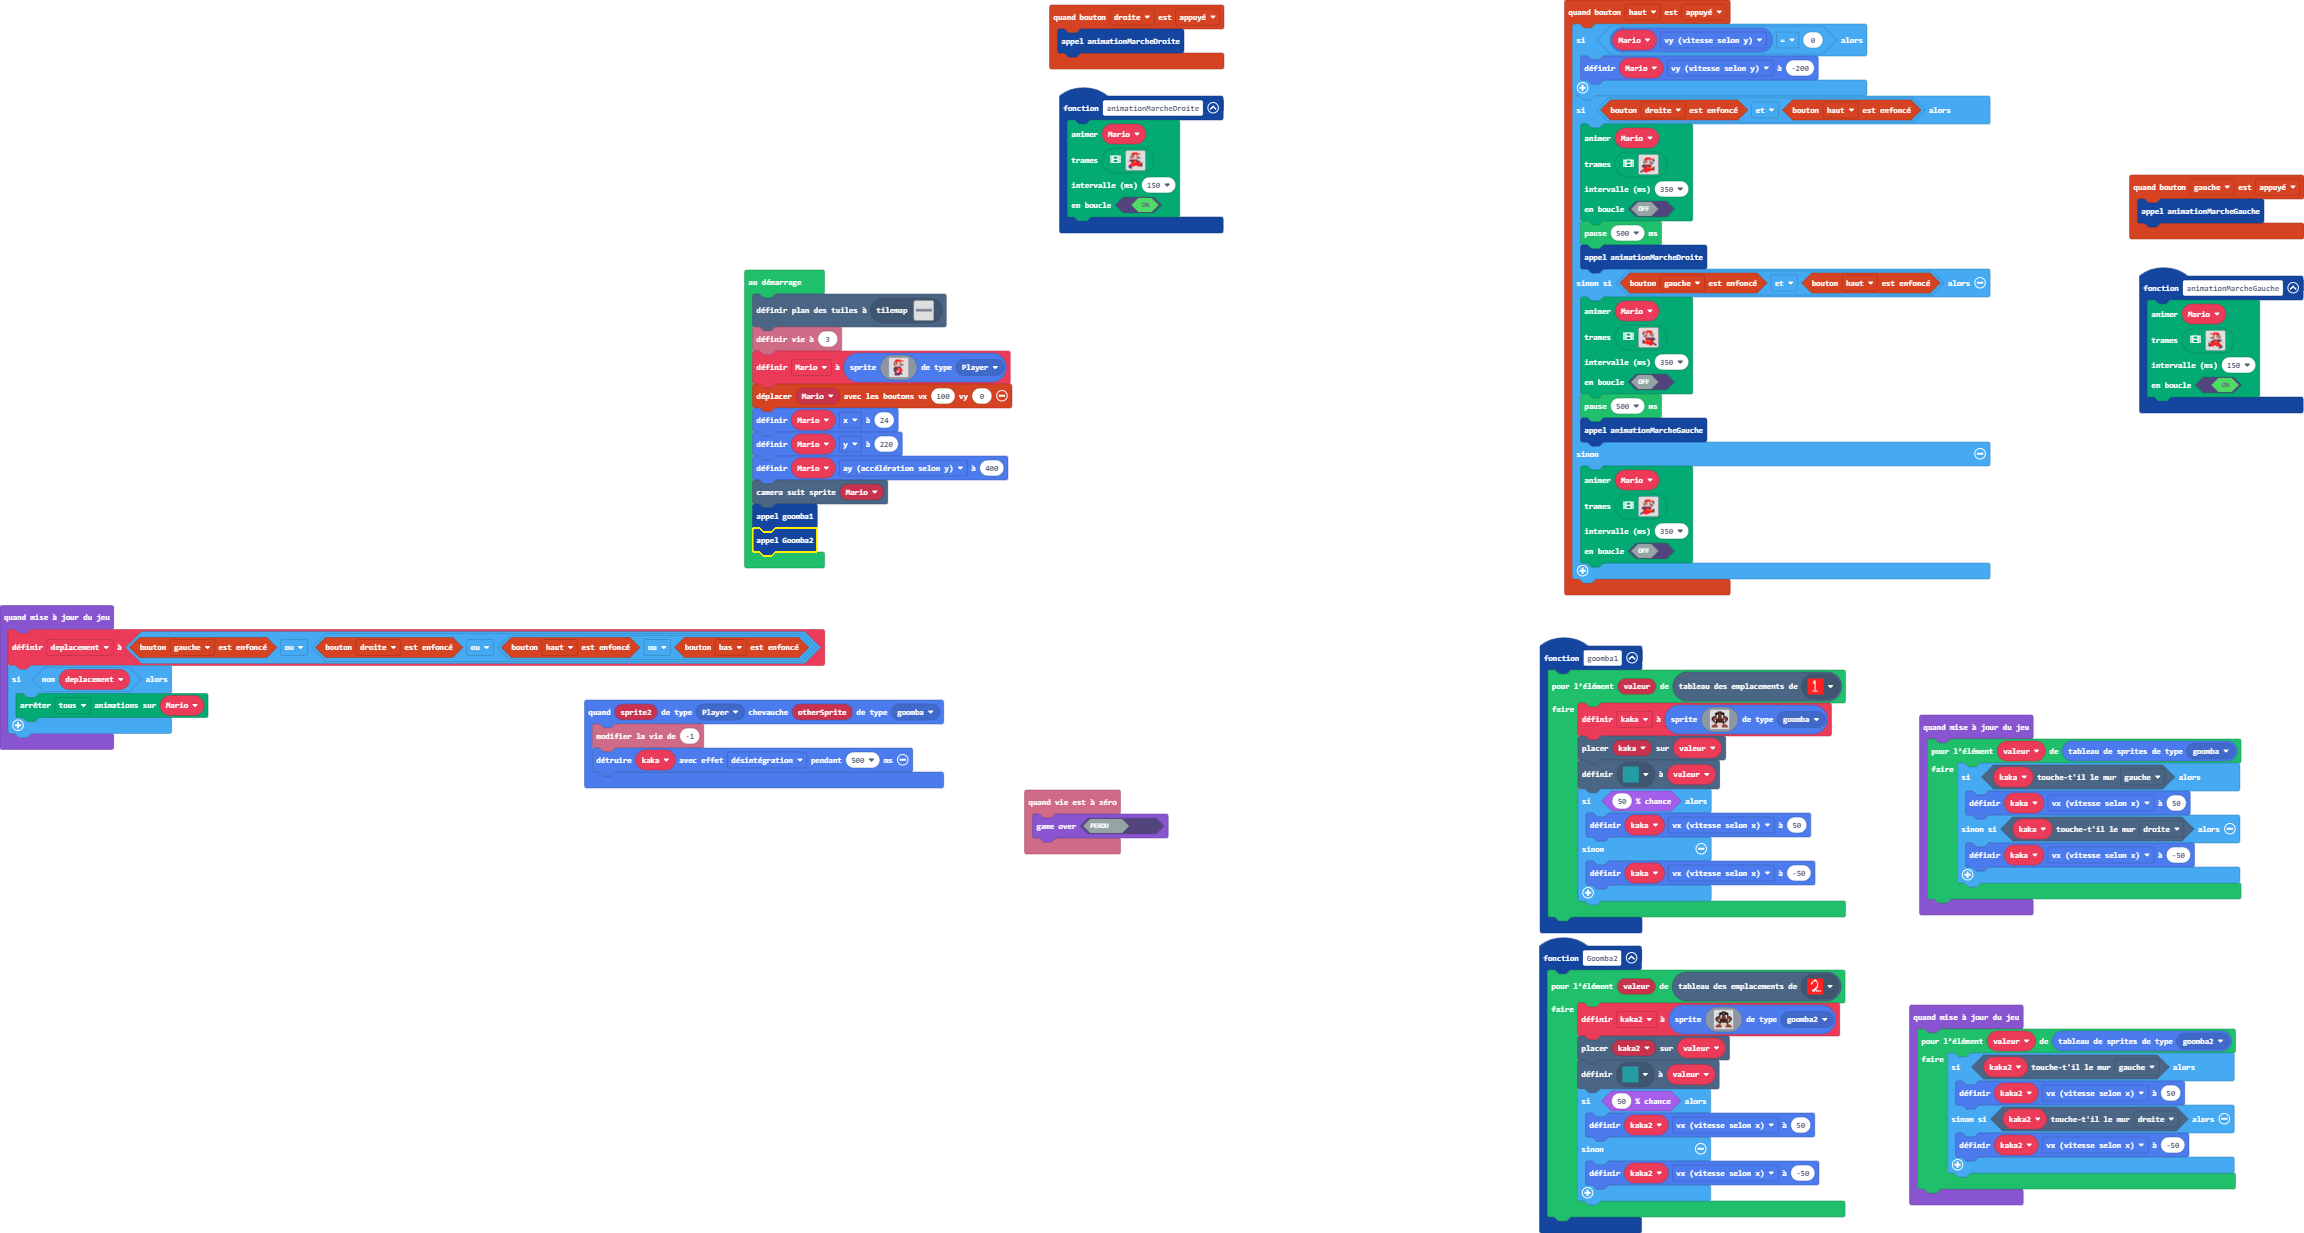 quand bouton droite est appuyé
appel animationMarcheDroite
fonction animationMarcheDroite
animer Mario
trames
intervalle (ms) 150
en boucle ON
quand bouton haut est appuyé
si Mario vy (vitesse selon y) = 0 alors
définir Mario vy (vitesse selon y) à -200
si bouton droite est enfoncé et bouton haut est enfoncé alors
animer Mario
trames
intervalle (ms) 350
en boucle OFF
pause 500 ms
appel animationMarcheDroite
sinon si bouton gauche est enfoncé et bouton haut est enfoncé alors
animer Mario
trames
intervalle (ms) 350
en boucle OFF
pause 500 ms
appel animationMarcheGauche
sinon
animer Mario
trames
intervalle (ms) 350
en boucle OFF
quand bouton gauche est appuyé
appel animationMarcheGauche
fonction animationMarcheGauche
animer Mario
trames
intervalle (ms) 150
en boucle ON
au démarrage
définir plan des tuiles à tilemap
définir vie à 3
définir Mario à sprite de type Player
déplacer Mario avec les boutons vx 100 vy 0
définir Mario x à 24
définir Mario y à 220
définir Mario ay (accélération selon y) à 400
camera suit sprite Mario
appel goomba1
appel Goomba2
quand mise à jour du jeu
définir deplacement à bouton gauche est enfoncé ou bouton droite est enfoncé ou bouton haut est enfoncé ou bouton bas est enfoncé
si non deplacement alors
arrêter tous animations sur Mario
quand sprite2 de type Player chevauche otherSprite de type goomba
modifier la vie de -1
détruire kaka avec effet désintégration pendant 500 ms
quand vie est à zéro
game over PERDU
fonction goomba1
pour l'élément valeur de tableau des emplacements de 1
faire
définir kaka à sprite de type goomba
placer kaka sur valeur
définir à valeur
si 50 % chance alors
définir kaka vx (vitesse selon x) à 50
sinon
définir kaka vx (vitesse selon x) à -50
quand mise à jour du jeu
pour l'élément valeur de tableau de sprites de type goomba
faire
si kaka touche-t'il le mur gauche alors
définir kaka vx (vitesse selon x) à 50
sinon si kaka touche-t'il le mur droite alors
définir kaka vx (vitesse selon x) à -50
fonction Goomba2
pour l'élément valeur de tableau des emplacements de 2
faire
définir kaka2 à sprite de type goomba2
placer kaka2 sur valeur
définir à valeur
si 50 % chance alors
définir kaka2 vx (vitesse selon x) à 50
sinon
définir kaka2 vx (vitesse selon x) à -50
quand mise à jour du jeu
pour l'élément valeur de tableau de sprites de type goomba2
faire
si kaka2 touche-t'il le mur gauche alors
définir kaka2 vx (vitesse selon x) à 50
sinon si kaka2 touche-t'il le mur droite alors
définir kaka2 vx (vitesse selon x) à -50